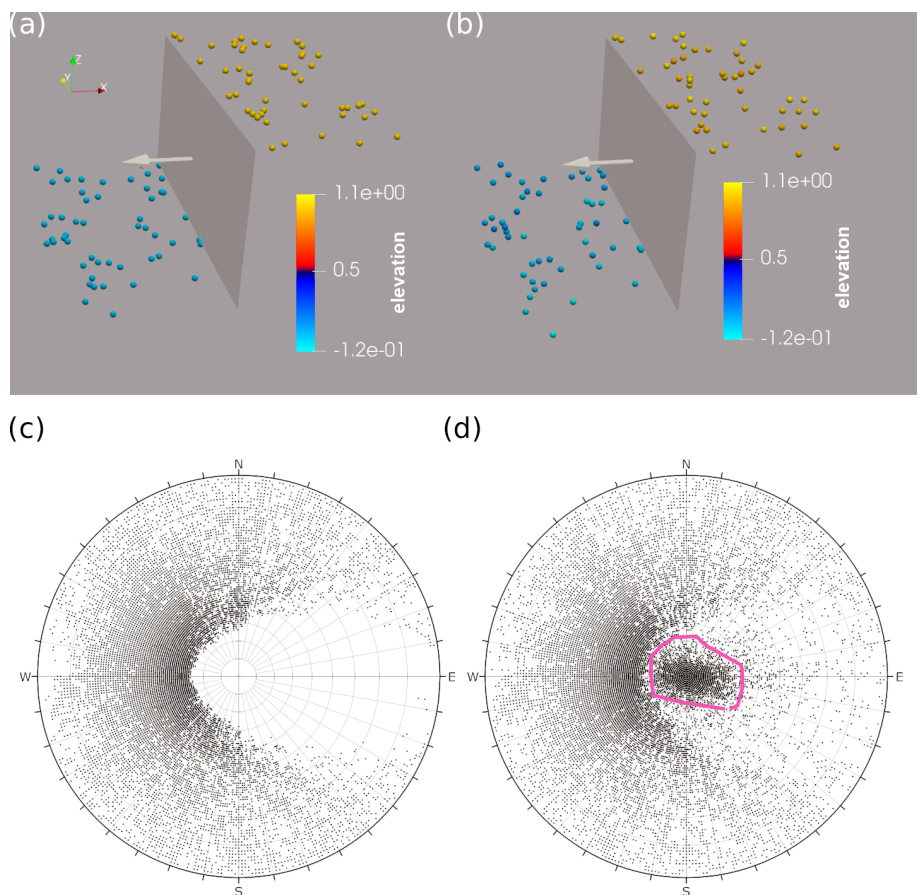 (a)
(b)
Z
Y
X
1.1e+00
0.5
-1.2e-01
elevation
1.1e+00
0.5
-1.2e-01
elevation
(c)
(d)
N
N
W
E
W
E
S
S